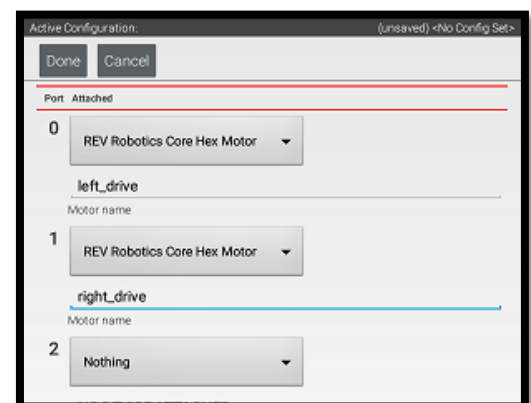 Active Configuration: (unsaved) <No Config Set>
Done Cancel
Port Attached
0 REV Robotics Core Hex Motor
left_drive
Motor name
1 REV Robotics Core Hex Motor
right_drive
Motor name
2 Nothing